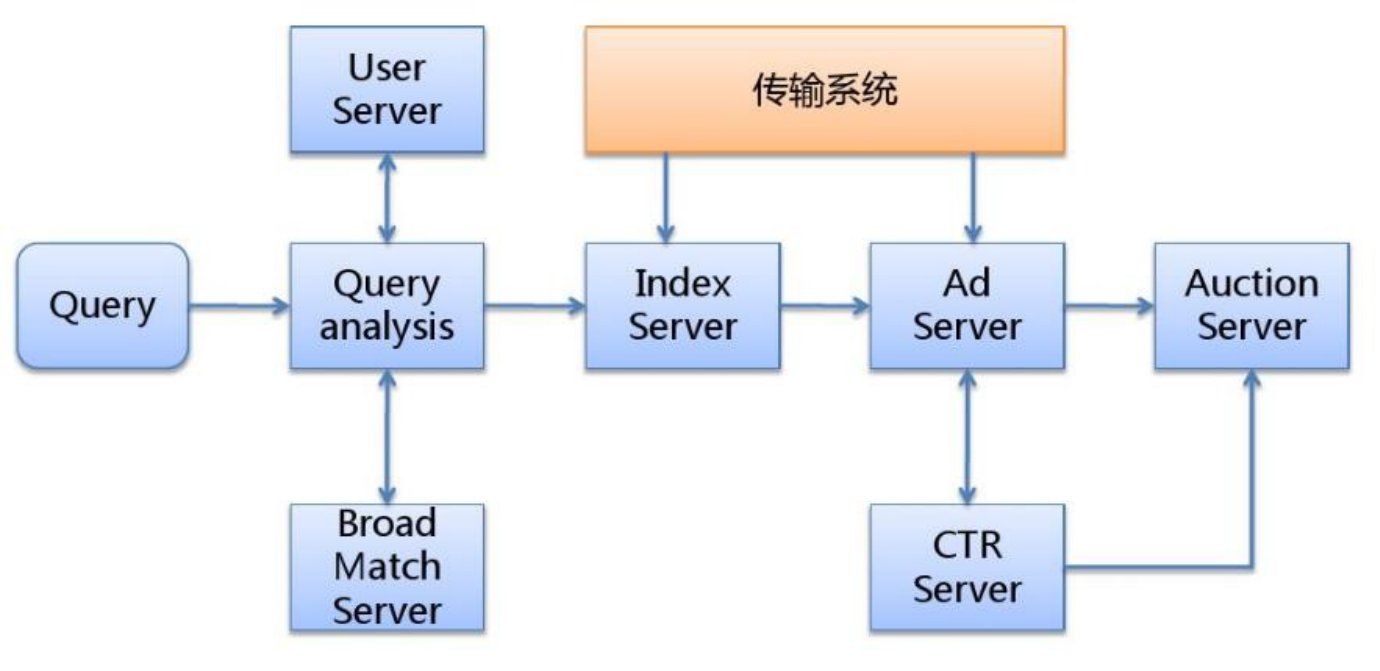 User
Server
传输系统
Query
Query
analysis
Index
Server
Ad
Server
Auction
Server
Broad
Match
Server
CTR
Server